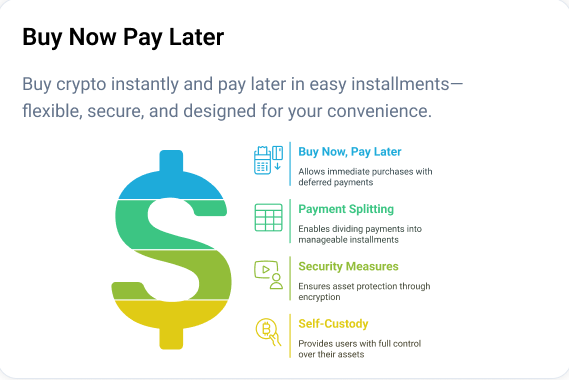 Buy Now Pay Later
Buy crypto instantly and pay later in easy installments—
flexible, secure, and designed for your convenience.
Buy Now, Pay Later
Allows immediate purchases with
deferred payments
Payment Splitting
Enables dividing payments into
manageable installments
Security Measures
Ensures asset protection through
encryption
Self-Custody
Provides users with full control
over their assets